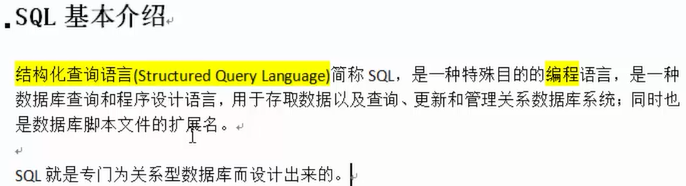 SQL 基本介绍
结构化查询语言(Structured Query Language)简称 SQL，是一种特殊目的的编程语言，是一种
数据库查询和程序设计语言，用于存取数据以及查询、更新和管理关系数据库系统；同时也
是数据库脚本文件的扩展名。
SQL 就是专门为关系型数据库而设计出来的。